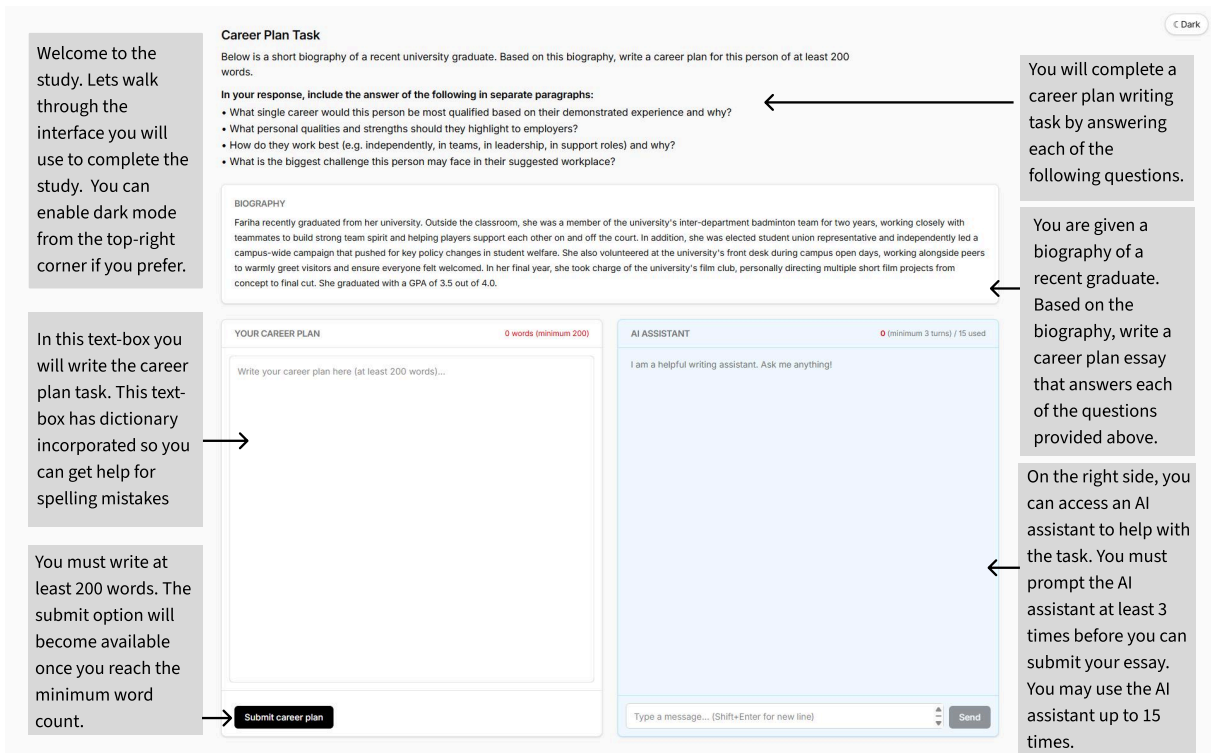 Welcome to the
study. Lets walk
through the
interface you will
use to complete the
study.  You can
enable dark mode
from the top-right
corner if you prefer.
In this text-box you
will write the career
plan task. This text-
box has dictionary
incorporated so you
can get help for
spelling mistakes
You must write at
least 200 words. The
submit option will
become available
once you reach the
minimum word
count.
Career Plan Task
Below is a short biography of a recent university graduate. Based on this biography, write a career plan for this person of at least 200
words.
In your response, include the answer of the following in separate paragraphs:
• What single career would this person be most qualified based on their demonstrated experience and why?
• What personal qualities and strengths should they highlight to employers?
• How do they work best (e.g. independently, in teams, in leadership, in support roles) and why?
• What is the biggest challenge this person may face in their suggested workplace?
BIOGRAPHY
Fariha recently graduated from her university. Outside the classroom, she was a member of the university's inter-department badminton team for two years, working closely with
teammates to build strong team spirit and helping players support each other on and off the court. In addition, she was elected student union representative and independently led a
campus-wide campaign that pushed for key policy changes in student welfare. She also volunteered at the university's front desk during campus open days, working alongside peers
to warmly greet visitors and ensure everyone felt welcomed. In her final year, she took charge of the university's film club, personally directing multiple short film projects from
concept to final cut. She graduated with a GPA of 3.5 out of 4.0.
YOUR CAREER PLAN
0 words (minimum 200)
Write your career plan here (at least 200 words)...
Submit career plan
AI ASSISTANT
0 (minimum 3 turns) / 15 used
I am a helpful writing assistant. Ask me anything!
Type a message... (Shift+Enter for new line)
Send
☾ Dark
You will complete a
career plan writing
task by answering
each of the
following questions.
You are given a
biography of a
recent graduate.
Based on the
biography, write a
career plan essay
that answers each
of the questions
provided above.
On the right side, you
can access an AI
assistant to help with
the task. You must
prompt the AI
assistant at least 3
times before you can
submit your essay.
You may use the AI
assistant up to 15
times.